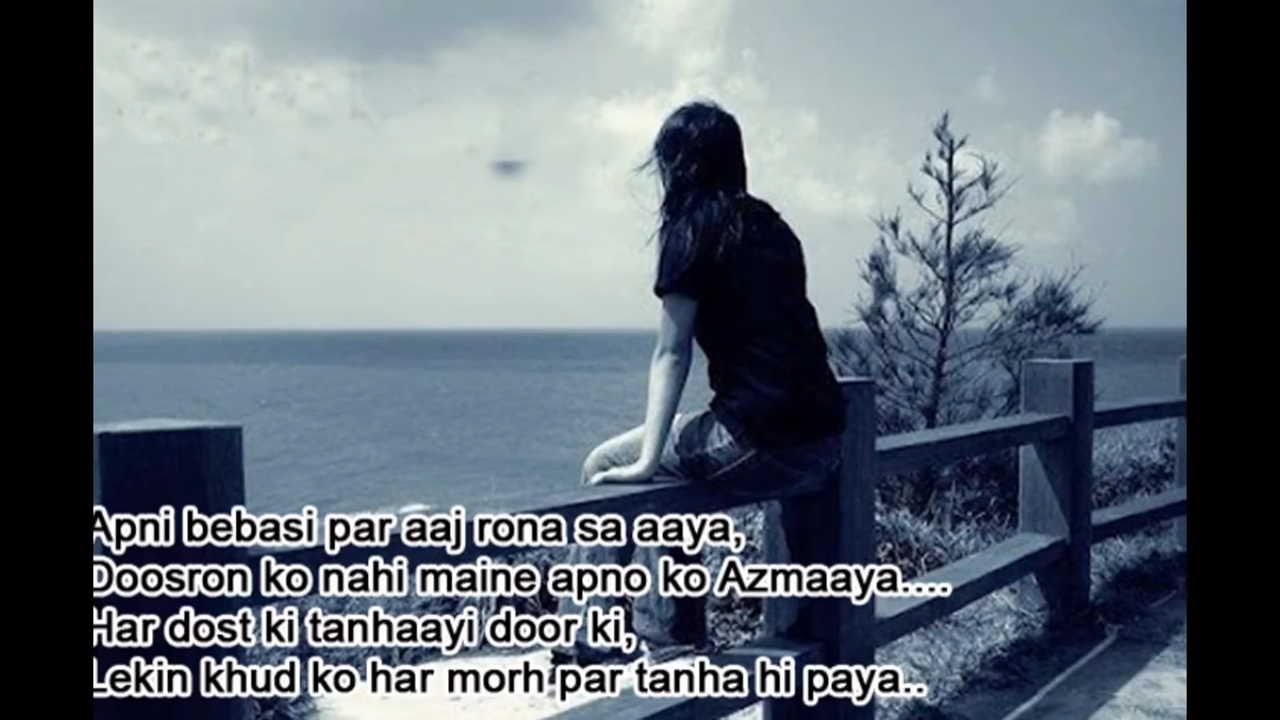 Apni bebasi par aaj rona sa aaya,
Doosron ko nahi maine apno ko Azmaaya....
Har dost ki tanhaayi door ki,
Lekin khud ko har morh par tanha hi paya..